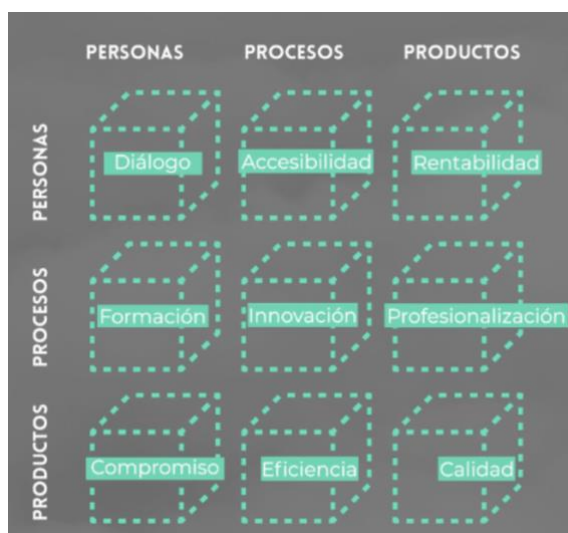 PERSONAS PROCESOS PRODUCTOS
PERSONAS
Diálogo Accesibilidad Rentabilidad
PROCESOS
Formación Innovación Profesionalización
PRODUCTOS
Compromiso Eficiencia Calidad